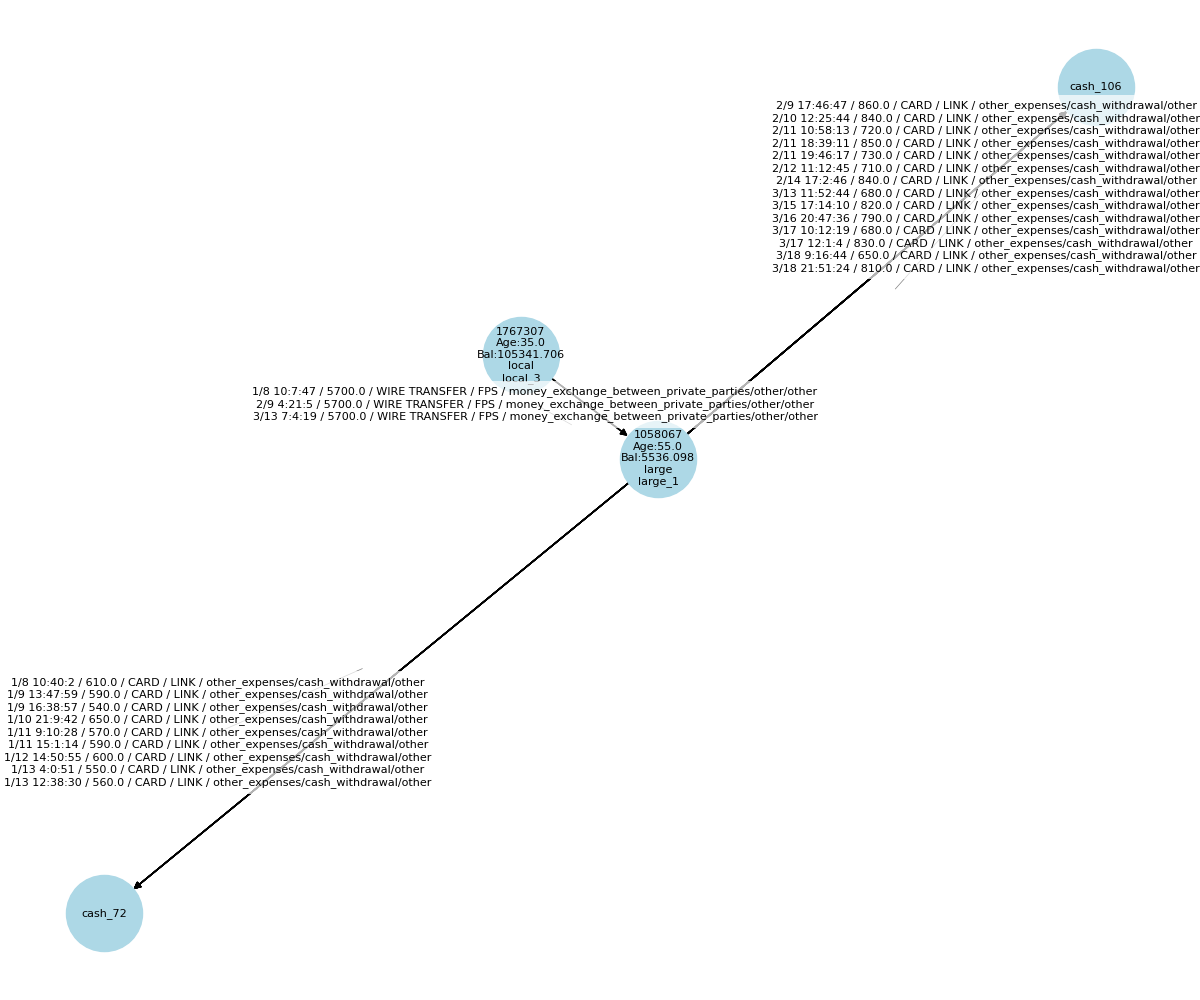 cash_106
2/9 17:46:47 / 860.0 / CARD / LINK / other_expenses/cash_withdrawal/other
2/10 12:25:44 / 840.0 / CARD / LINK / other_expenses/cash_withdrawal/other
2/11 10:58:13 / 720.0 / CARD / LINK / other_expenses/cash_withdrawal/other
2/11 18:39:11 / 850.0 / CARD / LINK / other_expenses/cash_withdrawal/other
2/11 19:46:17 / 730.0 / CARD / LINK / other_expenses/cash_withdrawal/other
2/12 11:12:45 / 710.0 / CARD / LINK / other_expenses/cash_withdrawal/other
2/14 17:2:46 / 840.0 / CARD / LINK / other_expenses/cash_withdrawal/other
3/13 11:52:44 / 680.0 / CARD / LINK / other_expenses/cash_withdrawal/other
3/15 17:14:10 / 820.0 / CARD / LINK / other_expenses/cash_withdrawal/other
3/16 20:47:36 / 790.0 / CARD / LINK / other_expenses/cash_withdrawal/other
3/17 10:12:19 / 680.0 / CARD / LINK / other_expenses/cash_withdrawal/other
3/17 12:1:4 / 830.0 / CARD / LINK / other_expenses/cash_withdrawal/other
3/18 9:16:44 / 650.0 / CARD / LINK / other_expenses/cash_withdrawal/other
3/18 21:51:24 / 810.0 / CARD / LINK / other_expenses/cash_withdrawal/other
1767307
Age:35.0
Bal:105341.706
local
local_3
1/8 10:7:47 / 5700.0 / WIRE TRANSFER / FPS / money_exchange_between_private_parties/other/other
2/9 4:21:5 / 5700.0 / WIRE TRANSFER / FPS / money_exchange_between_private_parties/other/other
3/13 7:4:19 / 5700.0 / WIRE TRANSFER / FPS / money_exchange_between_private_parties/other/other
1058067
Age:55.0
Bal:5536.098
large
large_1
1/8 10:40:2 / 610.0 / CARD / LINK / other_expenses/cash_withdrawal/other
1/9 13:47:59 / 590.0 / CARD / LINK / other_expenses/cash_withdrawal/other
1/9 16:38:57 / 540.0 / CARD / LINK / other_expenses/cash_withdrawal/other
1/10 21:9:42 / 650.0 / CARD / LINK / other_expenses/cash_withdrawal/other
1/11 9:10:28 / 570.0 / CARD / LINK / other_expenses/cash_withdrawal/other
1/11 15:1:14 / 590.0 / CARD / LINK / other_expenses/cash_withdrawal/other
1/12 14:50:55 / 600.0 / CARD / LINK / other_expenses/cash_withdrawal/other
1/13 4:0:51 / 550.0 / CARD / LINK / other_expenses/cash_withdrawal/other
1/13 12:38:30 / 560.0 / CARD / LINK / other_expenses/cash_withdrawal/other
cash_72